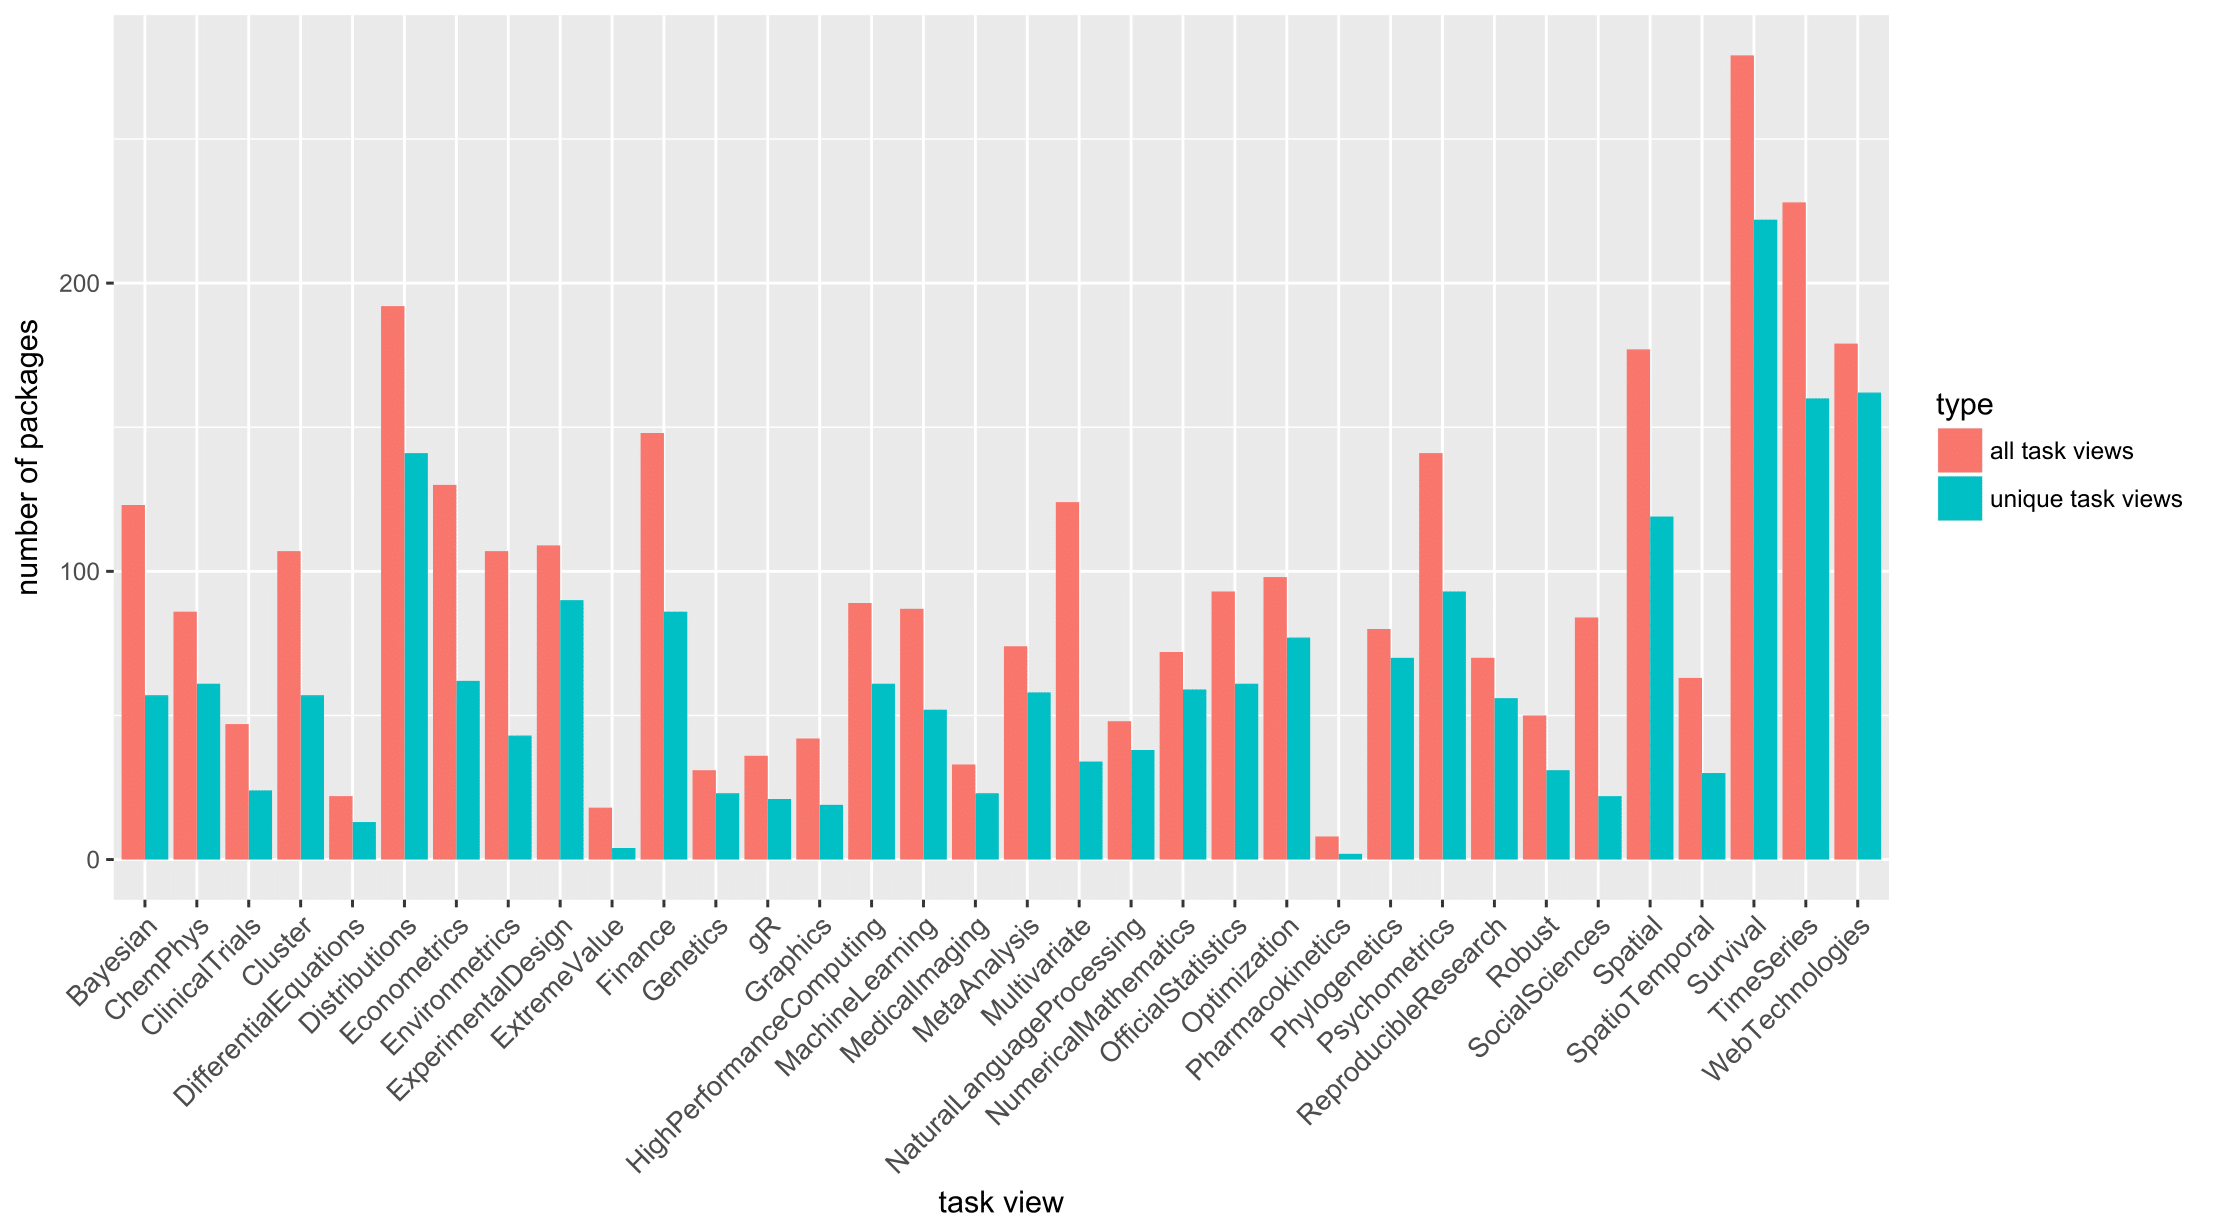 number of packages
200
100
0
Bayesian
ChemPhys
ClinicalTrials
Cluster
DifferentialEquations
Distributions
Econometrics
Environmetrics
ExperimentalDesign
ExtremeValue
Finance
Genetics
gR
Graphics
HighPerformanceComputing
MachineLearning
MedicalImaging
MetaAnalysis
Multivariate
NaturalLanguageProcessing
NumericalMathematics
OfficialStatistics
Optimization
Pharmacokinetics
Phylogenetics
Psychometrics
ReproducibleResearch
Robust
SocialSciences
Spatial
SpatioTemporal
Survival
TimeSeries
WebTechnologies
task view
type
all task views
unique task views